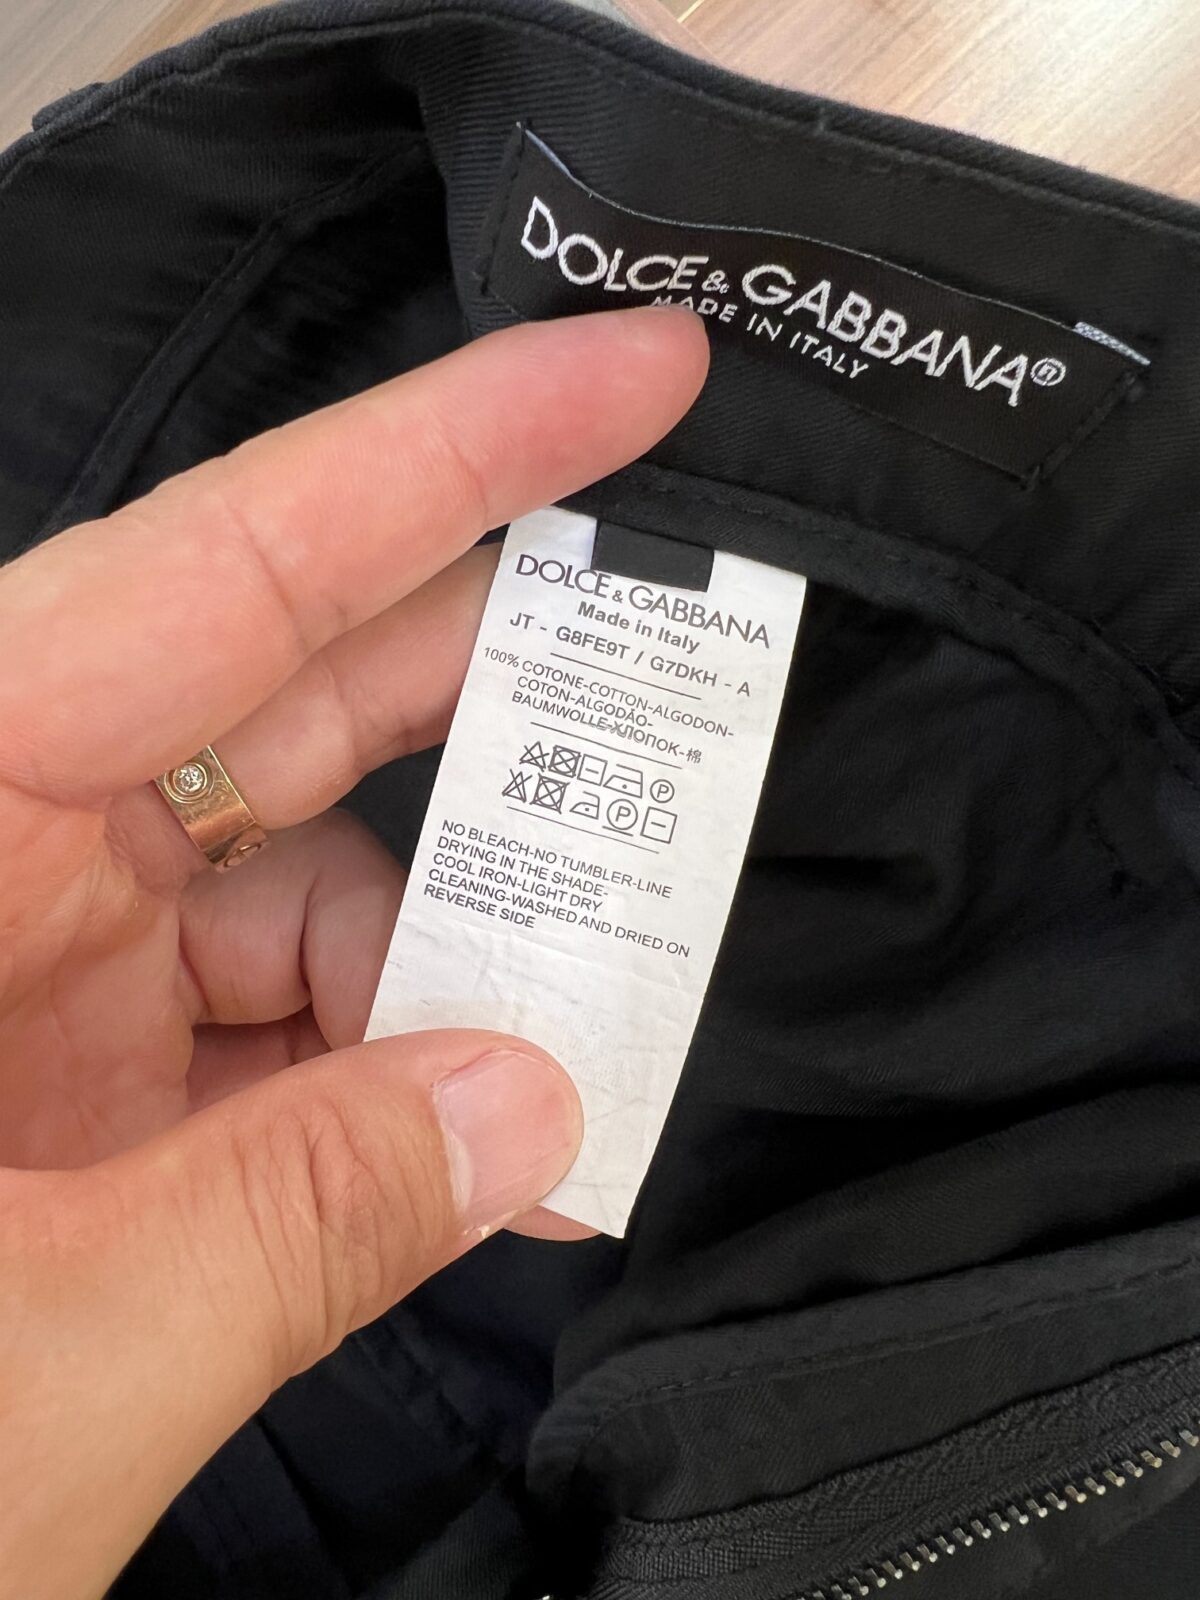 DOLCE & GABBANA®
MADE IN ITALY
DOLCE & GABBANA
Made in Italy
JT - G8FE9T / G7DKH - A
100% COTONE-COTTON-ALGODON-
COTON-ALGODÃO-
BAUMWOLLE-ХЛОПОК-棉
P
P
NO BLEACH-NO TUMBLER-LINE
DRYING IN THE SHADE-
COOL IRON-LIGHT DRY
CLEANING-WASHED AND DRIED ON
REVERSE SIDE